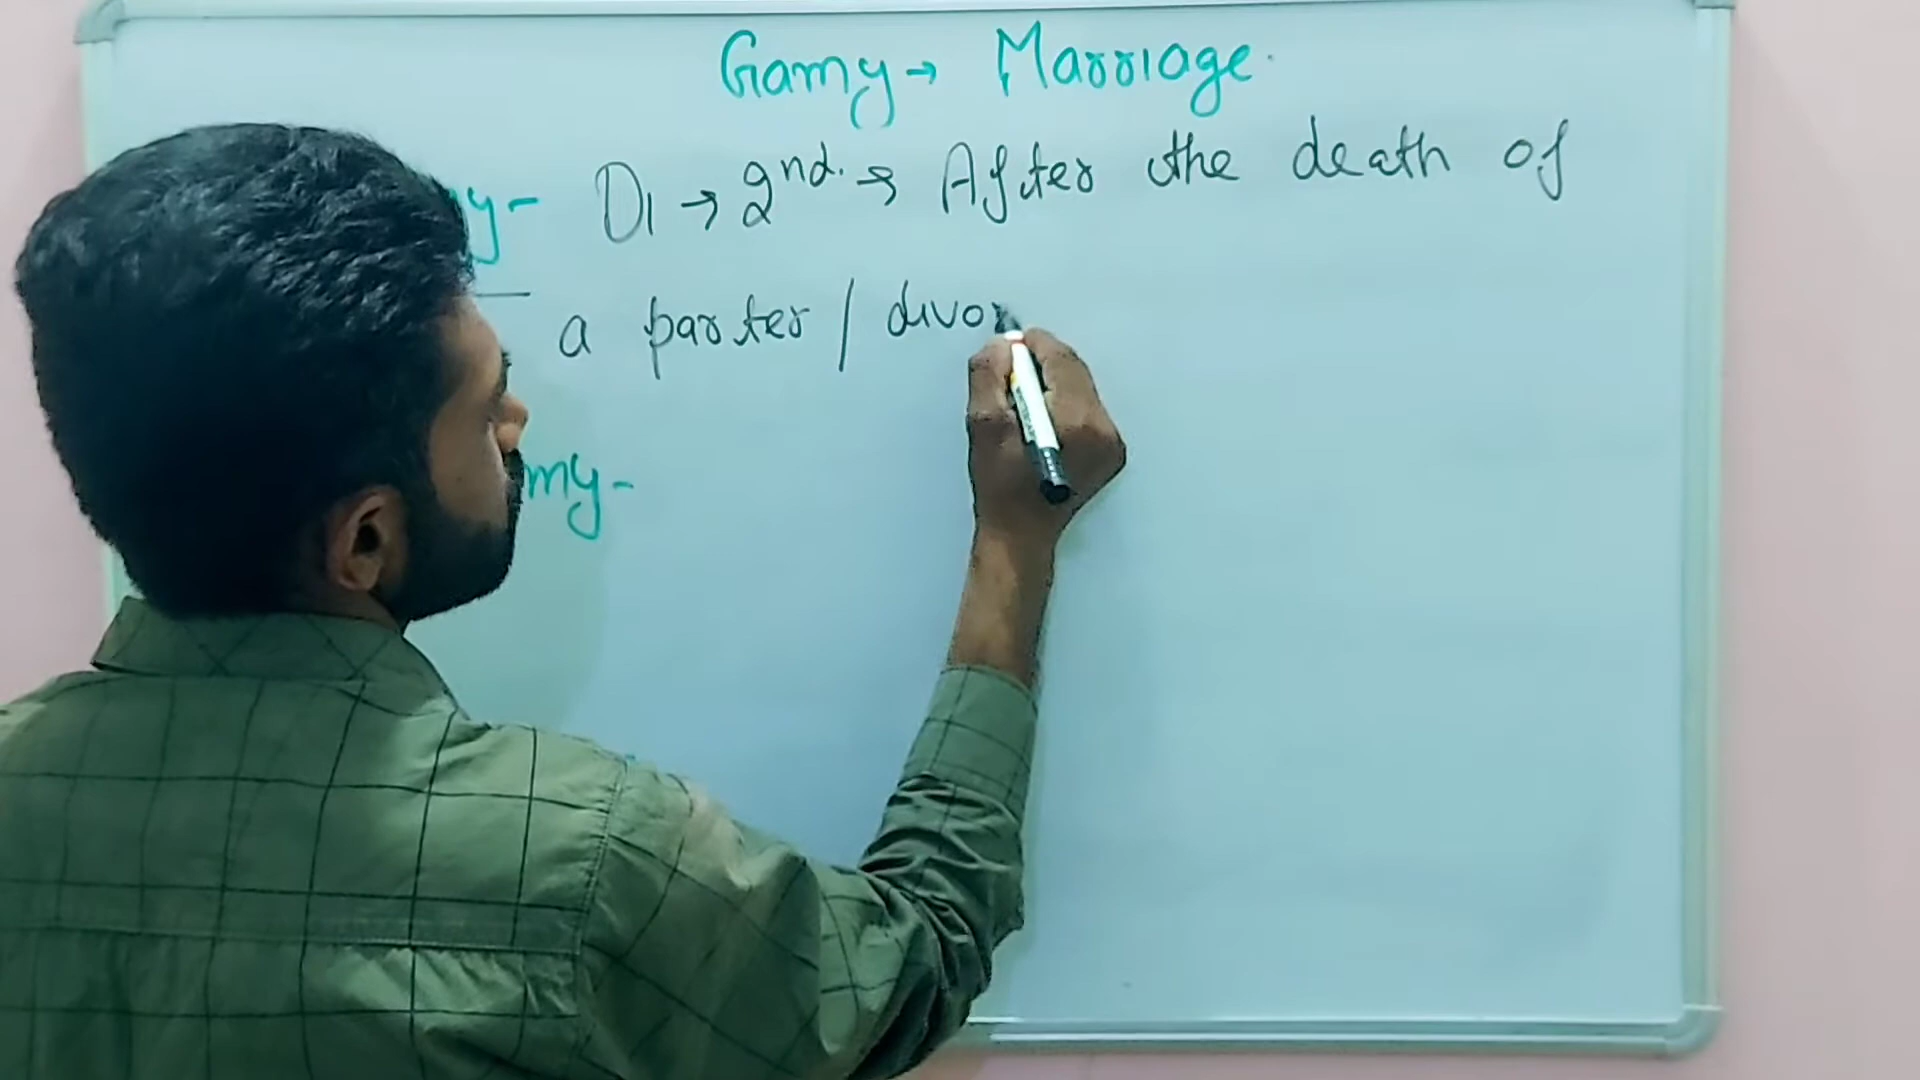 Gamy → Marriage.
y- Di → 2nd. → After the death of
a parter / divor
my-